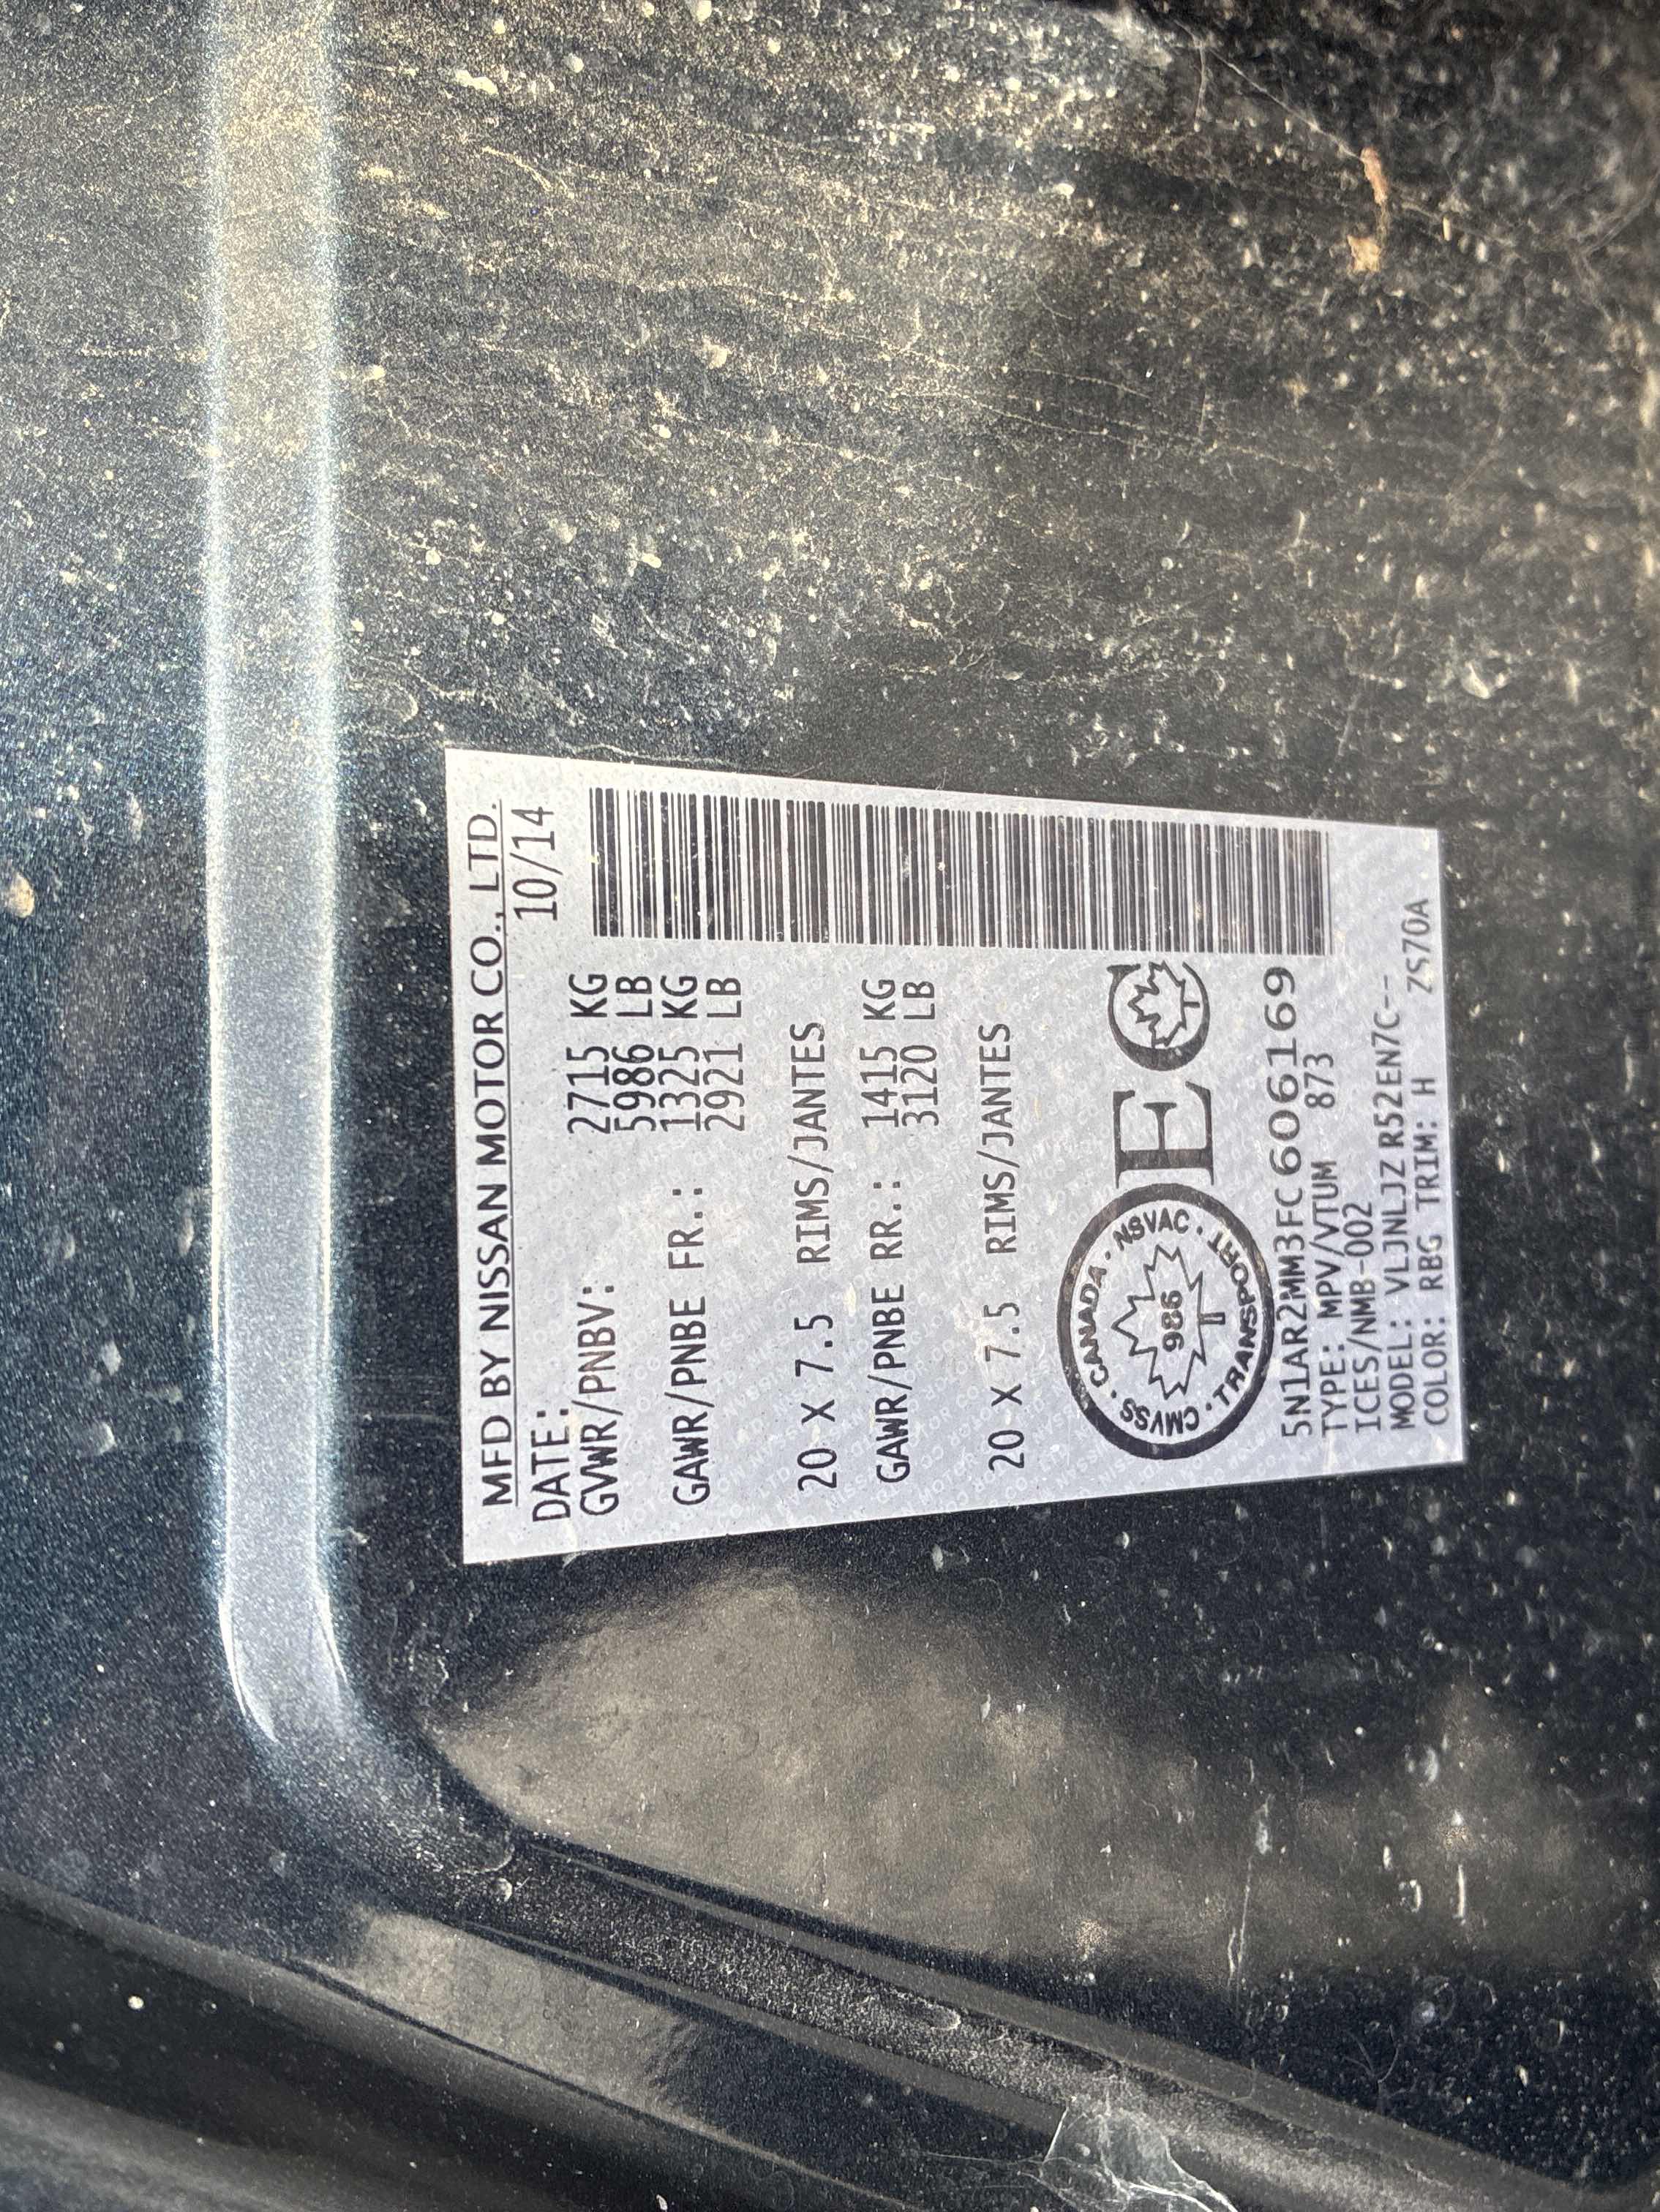 MFD BY NISSAN MOTOR CO., LTD.
DATE: 10/14
GVWR/PNBV: 2715 KG
5986 LB
GAWR/PNBE FR.: 1325 KG
2921 LB
20 X 7.5 RIMS/JANTES
GAWR/PNBE RR.: 1415 KG
3120 LB
20 X 7.5 RIMS/JANTES
CMVSS · CANADA · NSVAC · TRANSPORT ·
986
EC
5N1AR2MM3FC606169
TYPE: MPV/VTUM 873
ICES/NMB-002
MODEL: VLJNLJZ R52EN7C--
COLOR: RBG TRIM: H ZS70A